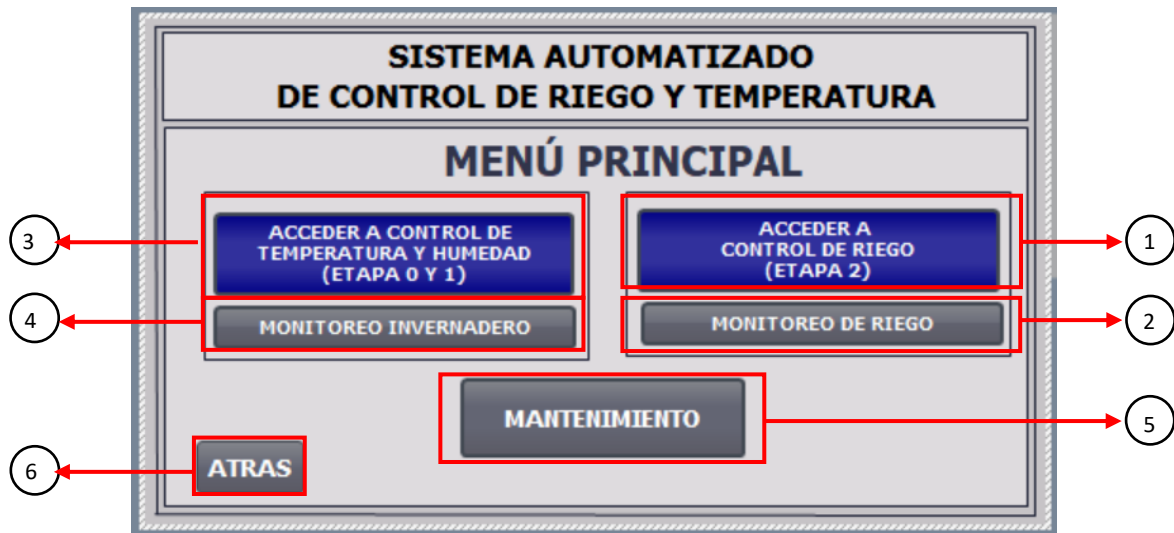 SISTEMA AUTOMATIZADO
DE CONTROL DE RIEGO Y TEMPERATURA
MENÚ PRINCIPAL
3
ACCEDER A CONTROL DE
TEMPERATURA Y HUMEDAD
(ETAPA 0 Y 1)
ACCEDER A
CONTROL DE RIEGO
(ETAPA 2)
1
4
MONITOREO INVERNADERO
MONITOREO DE RIEGO
2
MANTENIMIENTO
5
6
ATRAS